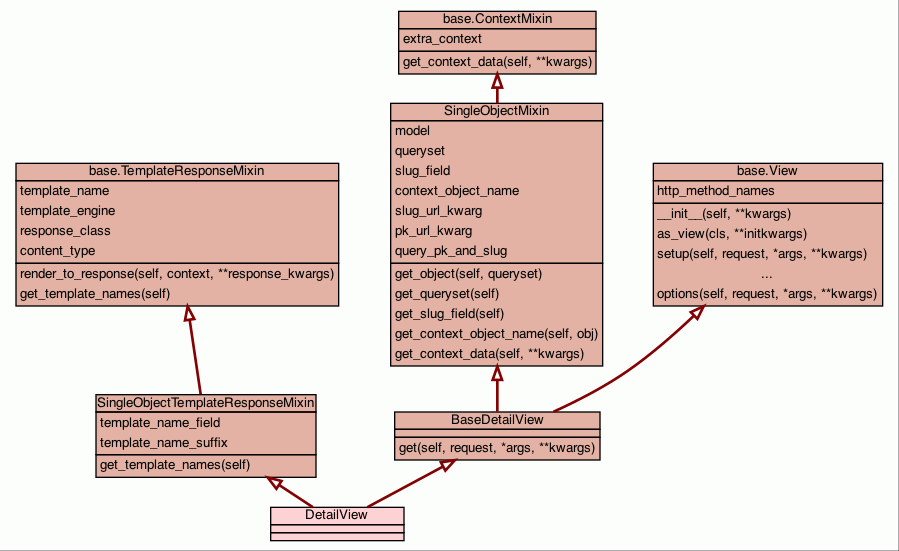 base.ContextMixin
extra_context
get_context_data(self, **kwargs)
SingleObjectMixin
model
queryset
slug_field
context_object_name
slug_url_kwarg
pk_url_kwarg
query_pk_and_slug
get_object(self, queryset)
get_queryset(self)
get_slug_field(self)
get_context_object_name(self, obj)
get_context_data(self, **kwargs)
base.TemplateResponseMixin
template_name
template_engine
response_class
content_type
render_to_response(self, context, **response_kwargs)
get_template_names(self)
base.View
http_method_names
__init__(self, **kwargs)
as_view(cls, **initkwargs)
setup(self, request, *args, **kwargs)
...
options(self, request, *args, **kwargs)
SingleObjectTemplateResponseMixin
template_name_field
template_name_suffix
get_template_names(self)
BaseDetailView
get(self, request, *args, **kwargs)
DetailView